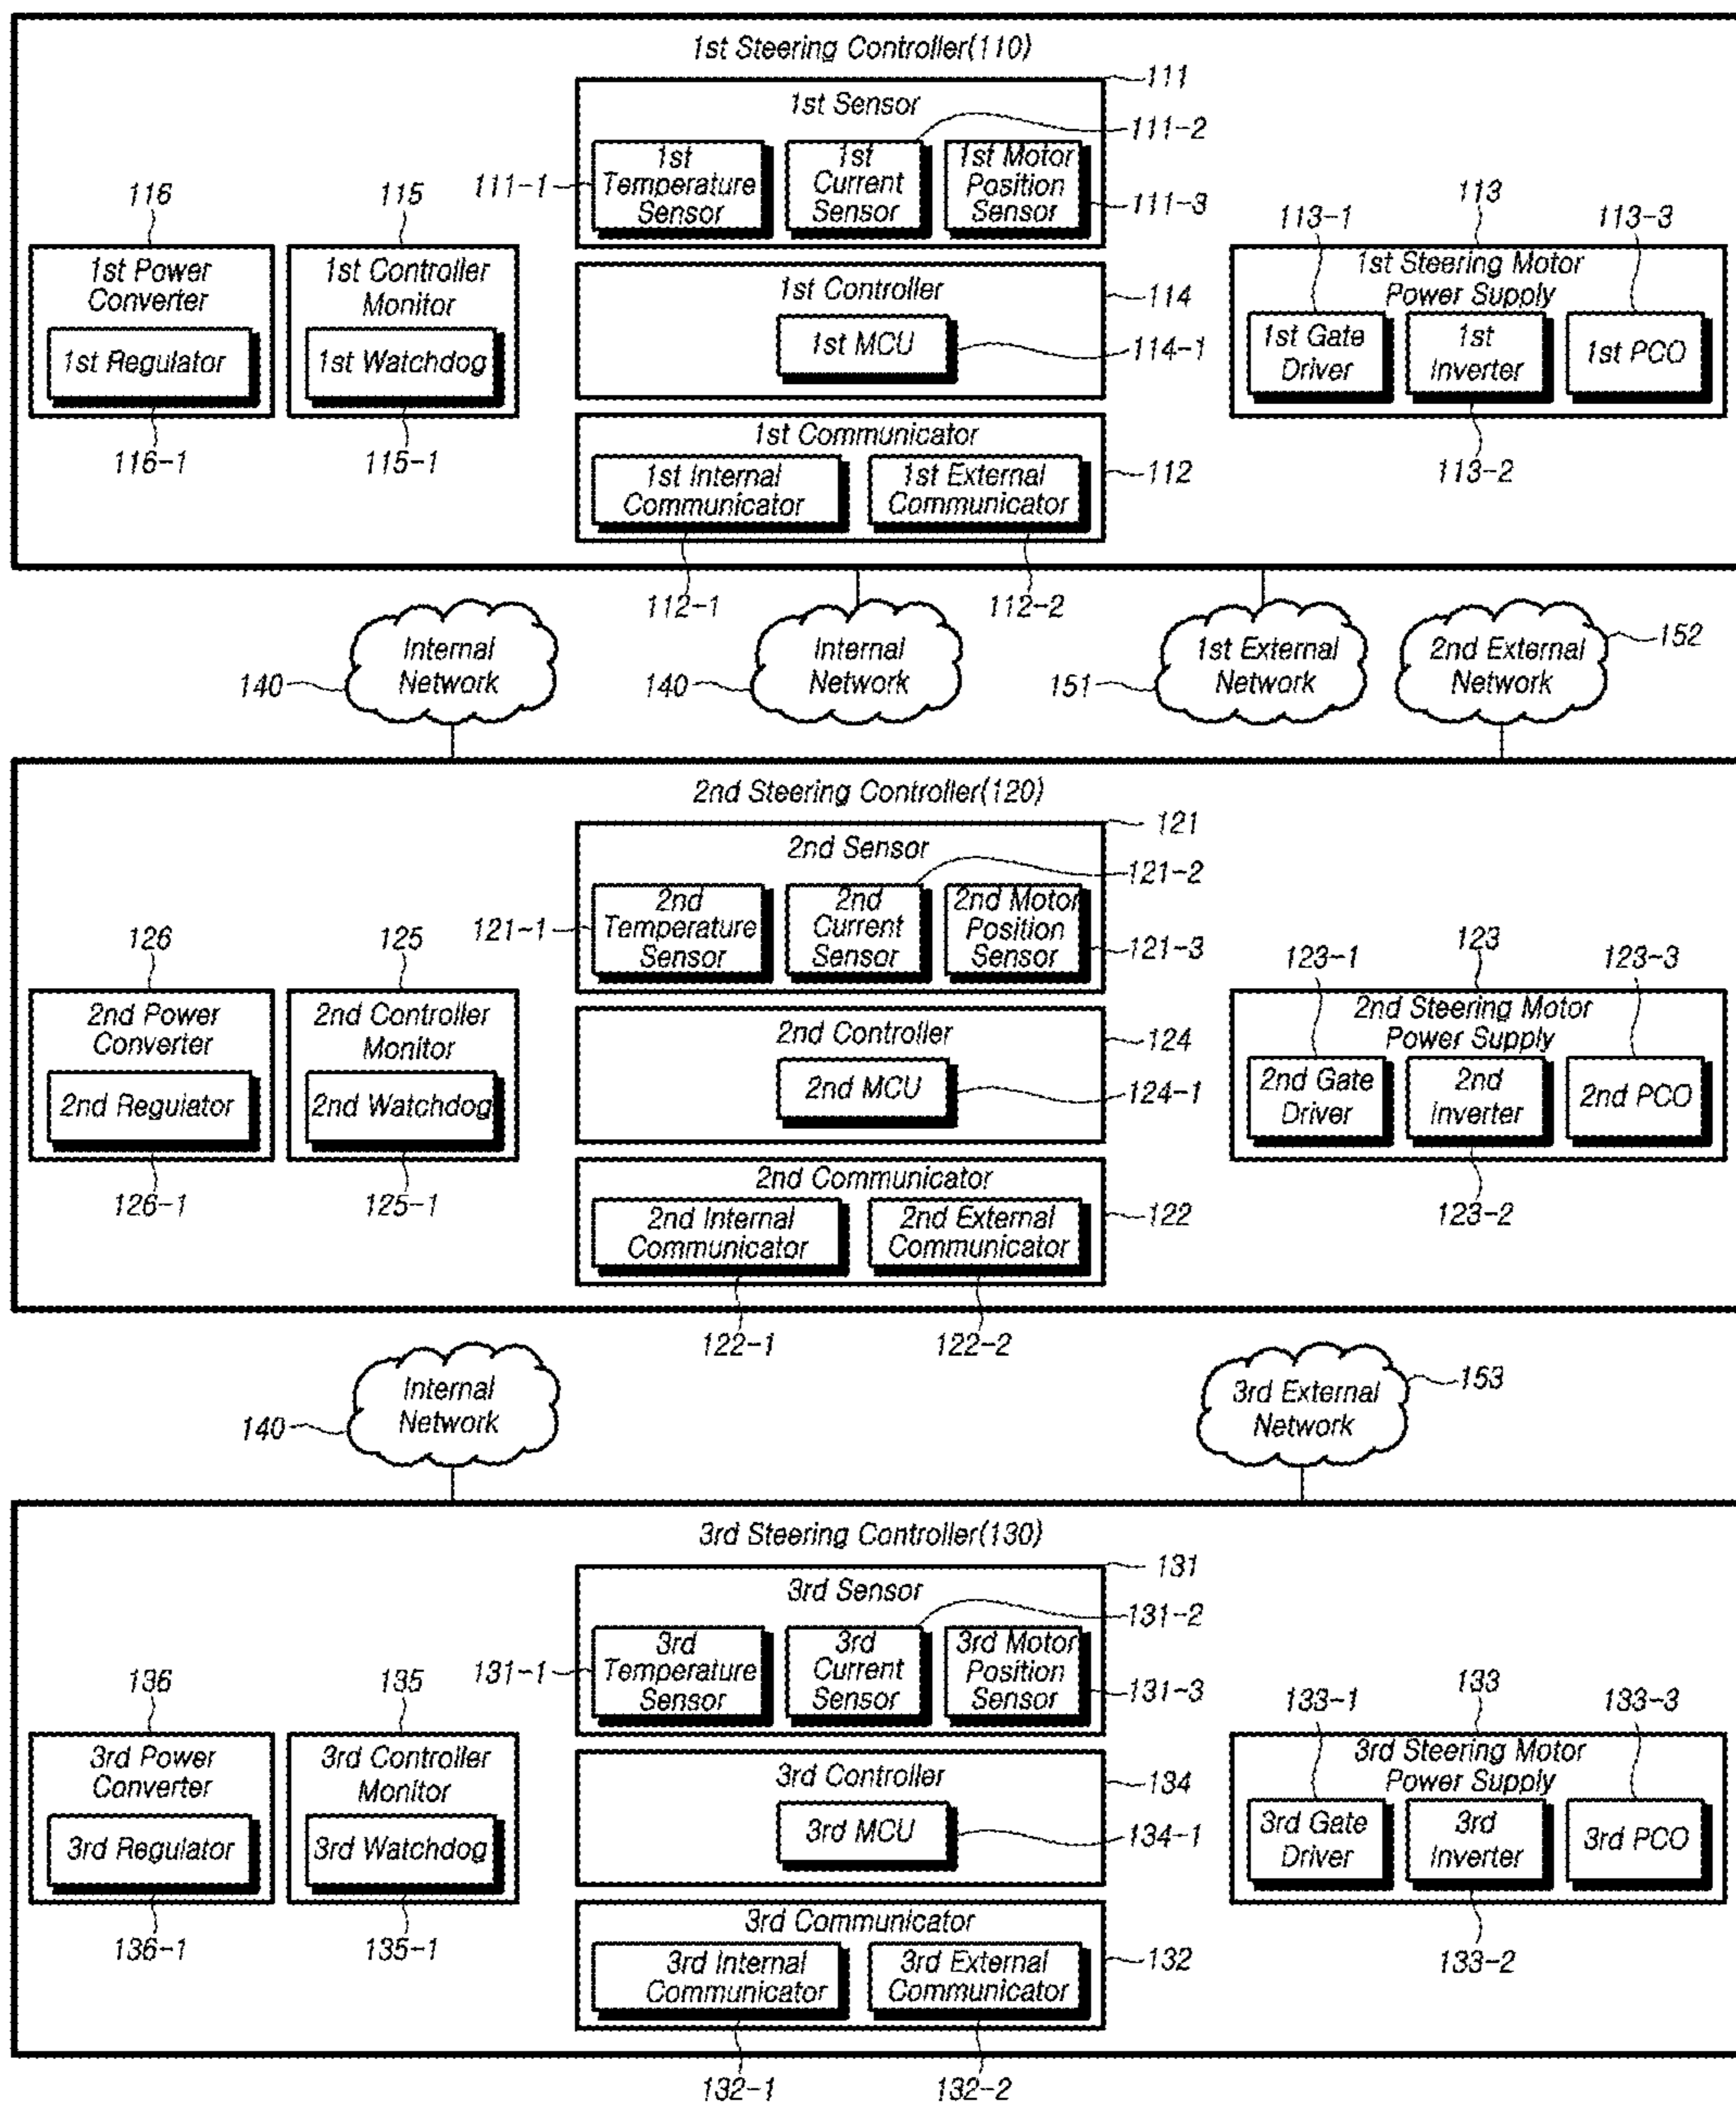 1st Steering Controller(110)
111
1st Sensor
111-2
111-1
1st
Temperature
Sensor
1st
Current
Sensor
1st Motor
Position
Sensor
111-3
116
1st Power
Converter
1st Regulator
116-1
115
1st Controller
Monitor
1st Watchdog
115-1
1st Controller
114
1st MCU
114-1
113-1
113
113-3
1st Steering Motor
Power Supply
1st Gate
Driver
1st
Inverter
1st PCO
113-2
1st Communicator
112
1st Internal
Communicator
1st External
Communicator
112-1
112-2
Internal
Network
140
Internal
Network
140
1st External
Network
151
2nd External
Network
152
2nd Steering Controller(120)
121
2nd Sensor
121-2
121-1
2nd
Temperature
Sensor
2nd
Current
Sensor
2nd Motor
Position
Sensor
121-3
126
2nd Power
Converter
2nd Regulator
126-1
125
2nd Controller
Monitor
2nd Watchdog
125-1
2nd Controller
124
2nd MCU
124-1
123-1
123
123-3
2nd Steering Motor
Power Supply
2nd Gate
Driver
2nd
Inverter
2nd PCO
123-2
2nd Communicator
122
2nd Internal
Communicator
2nd External
Communicator
122-1
122-2
Internal
Network
140
3rd External
Network
153
3rd Steering Controller(130)
131
3rd Sensor
131-2
131-1
3rd
Temperature
Sensor
3rd
Current
Sensor
3rd Motor
Position
Sensor
131-3
136
3rd Power
Converter
3rd Regulator
136-1
135
3rd Controller
Monitor
3rd Watchdog
135-1
3rd Controller
134
3rd MCU
134-1
133-1
133
133-3
3rd Steering Motor
Power Supply
3rd Gate
Driver
3rd
Inverter
3rd PCO
133-2
3rd Communicator
132
3rd Internal
Communicator
3rd External
Communicator
132-1
132-2